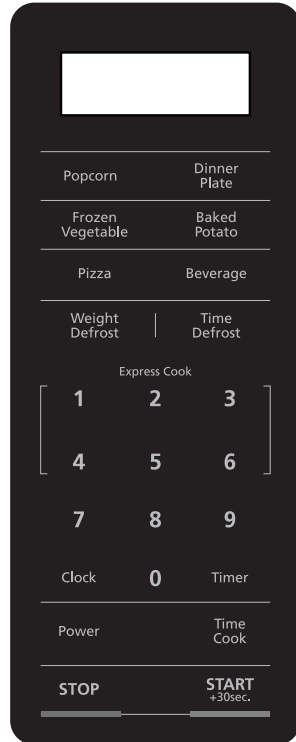 Popcorn
Dinner
Plate
Frozen
Vegetable
Baked
Potato
Pizza
Beverage
Weight
Defrost
Time
Defrost
Express Cook
1 2 3
4 5 6
7 8 9
Clock 0 Timer
Power
Time
Cook
STOP
START
+30sec.